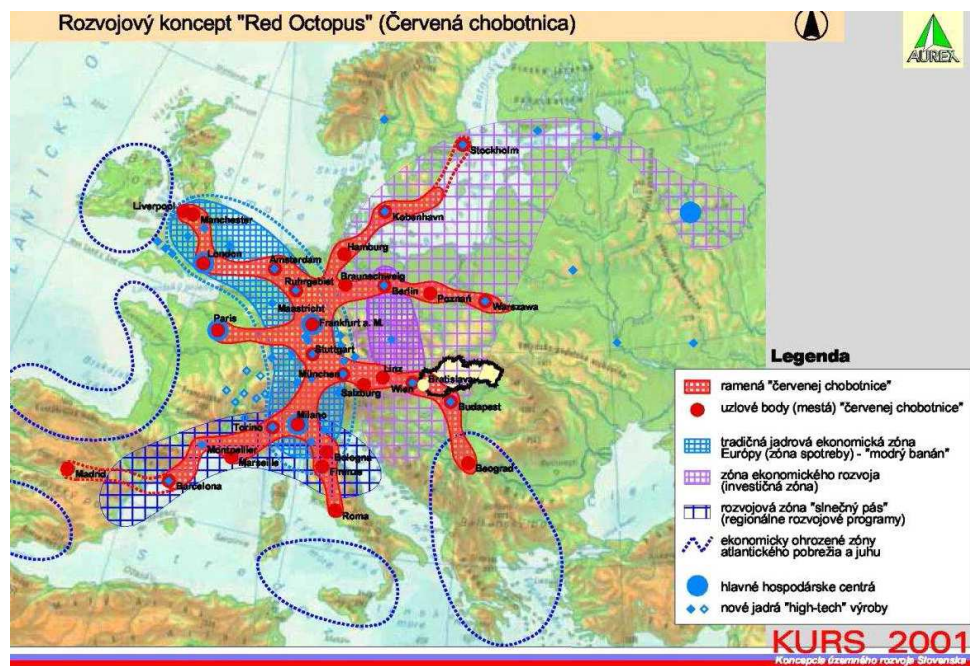 Rozvojový koncept "Red Octopus" (Červená chobotnica)
AUREX
Stockholm
København
Liverpool
Manchester
Hamburg
London
Amsterdam
Braunschweig
Ruhrgebiet
Berlin
Poznań
Warszawa
Maastricht
Paris
Frankfurt a. M.
Stuttgart
München
Linz
Wien
Bratislava
Salzburg
Budapest
Milano
Torino
Montpellier
Bologna
Marseille
Firenze
Madrid
Barcelona
Beograd
Roma
Legenda
ramená "červenej chobotnice"
uzlové body (mestá) "červenej chobotnice"
tradičná jadrová ekonomická zóna
Európy (zóna spotreby) - "modrý banán"
zóna ekonomického rozvoja
(investičná zóna)
rozvojová zóna "slnečný pás"
(regionálne rozvojové programy)
ekonomicky ohrozené zóny
atlantického pobrežia a juhu
hlavné hospodárske centrá
nové jadrá "high-tech" výroby
KURS 2001
Koncepcia územného rozvoja Slovenska